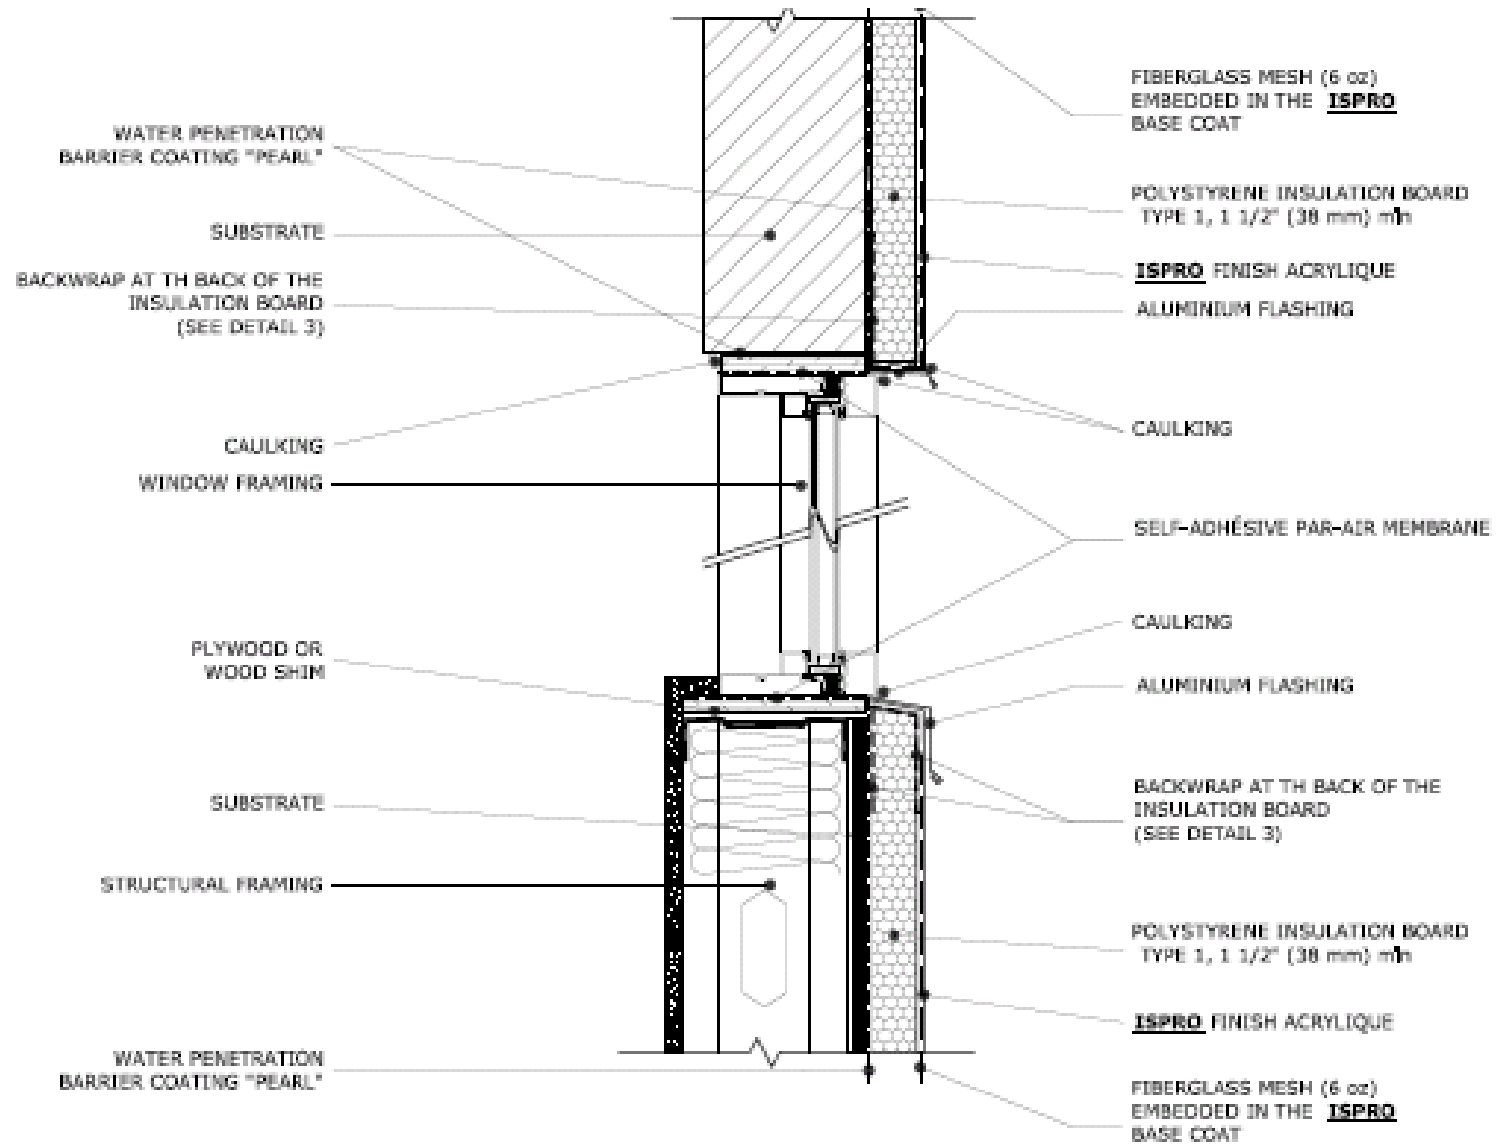 WATER PENETRATION
BARRIER COATING "PEARL"
SUBSTRATE
BACKWRAP AT TH BACK OF THE
INSULATION BOARD
(SEE DETAIL 3)
CAULKING
WINDOW FRAMING
PLYWOOD OR
WOOD SHIM
SUBSTRATE
STRUCTURAL FRAMING
WATER PENETRATION
BARRIER COATING "PEARL"
FIBERGLASS MESH (6 oz)
EMBEDDED IN THE ISPRO
BASE COAT
POLYSTYRENE INSULATION BOARD
TYPE 1, 1 1/2" (38 mm) min
ISPRO FINISH ACRYLIQUE
ALUMINIUM FLASHING
CAULKING
SELF-ADHÉSIVE PAR-AIR MEMBRANE
CAULKING
ALUMINIUM FLASHING
BACKWRAP AT TH BACK OF THE
INSULATION BOARD
(SEE DETAIL 3)
POLYSTYRENE INSULATION BOARD
TYPE 1, 1 1/2" (38 mm) min
ISPRO FINISH ACRYLIQUE
FIBERGLASS MESH (6 oz)
EMBEDDED IN THE ISPRO
BASE COAT